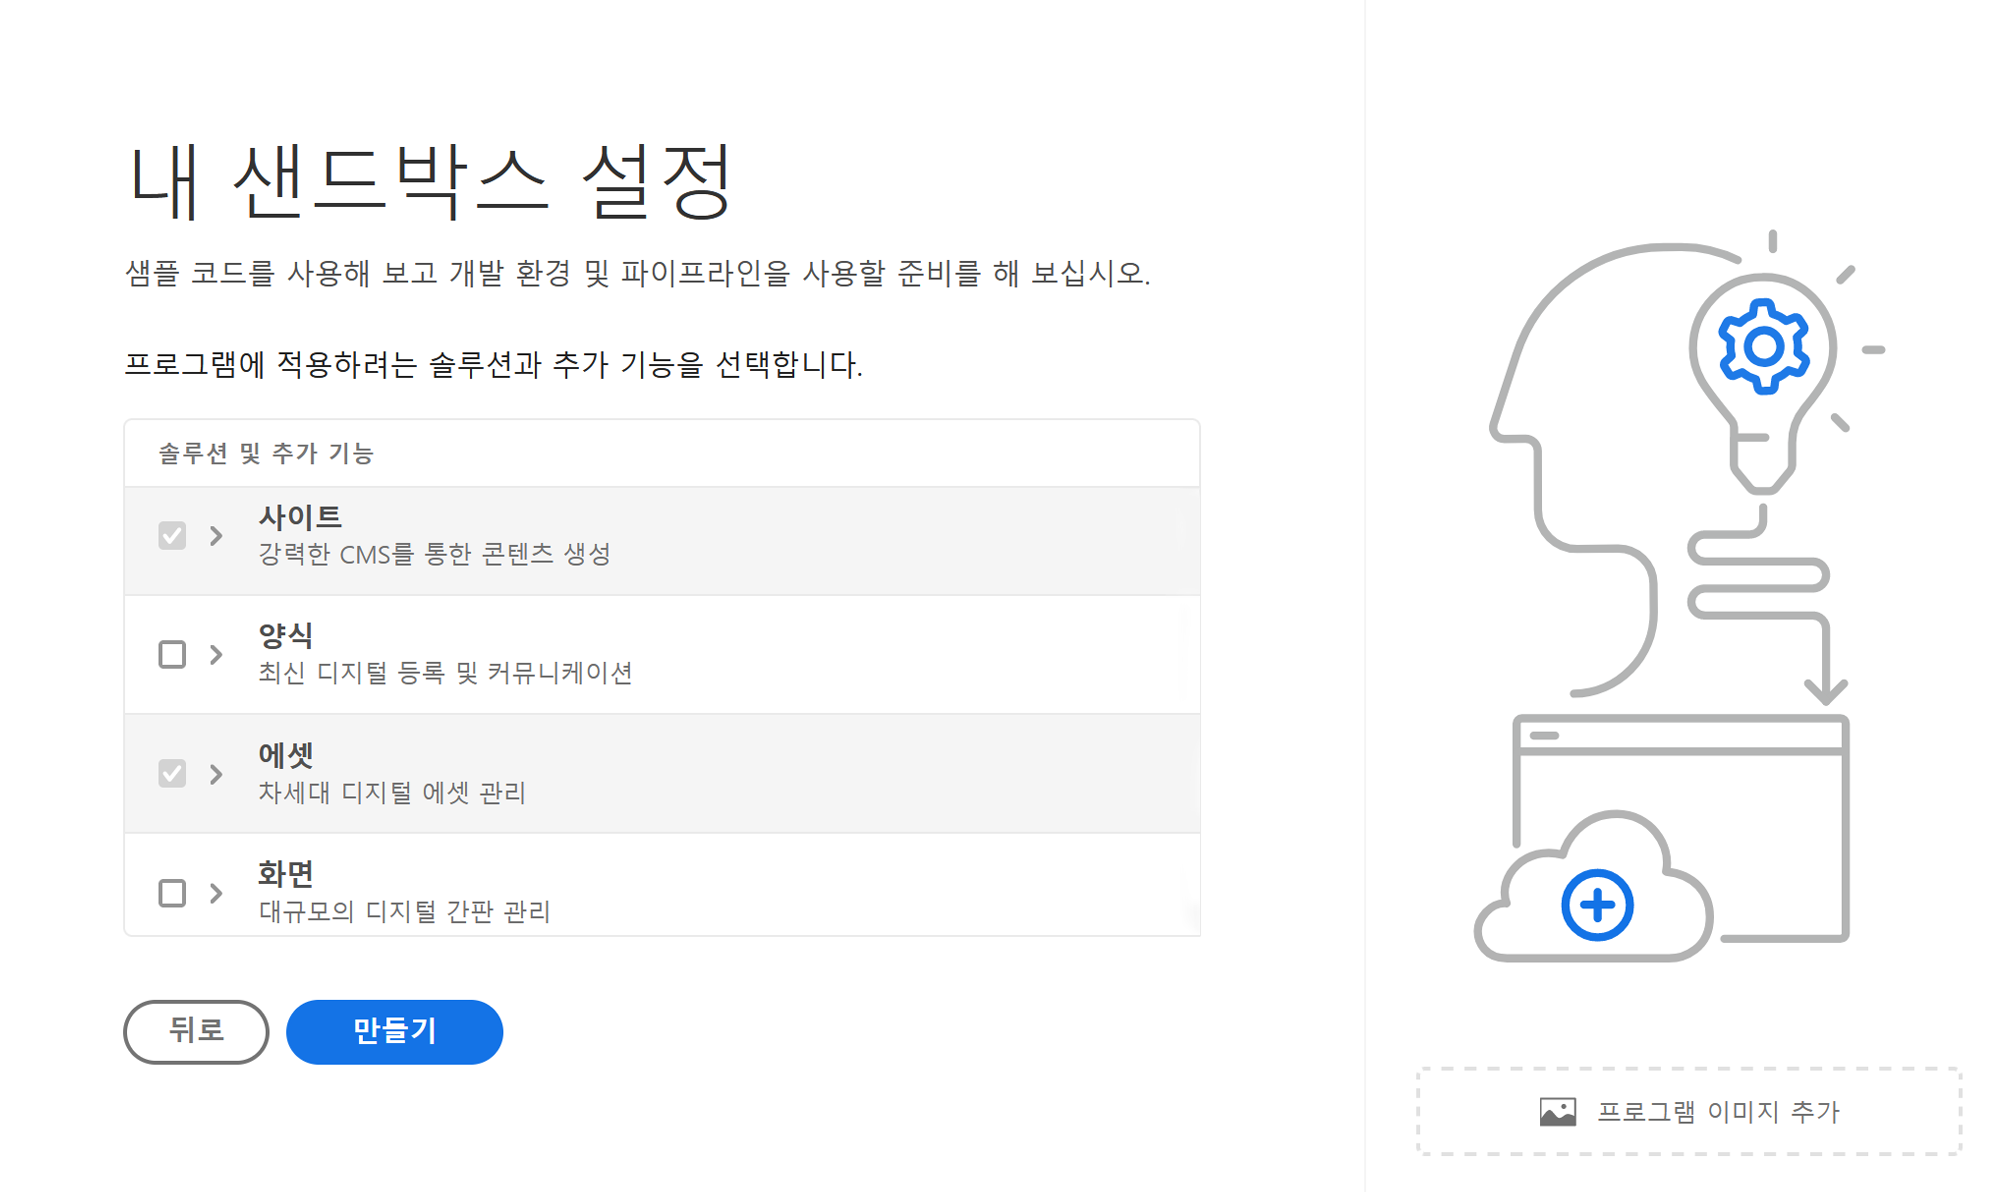 내 샌드박스 설정
샘플 코드를 사용해 보고 개발 환경 및 파이프라인을 사용할 준비를 해 보십시오.
프로그램에 적용하려는 솔루션과 추가 기능을 선택합니다.
솔루션 및 추가 기능
사이트
강력한 CMS를 통한 콘텐츠 생성
양식
최신 디지털 등록 및 커뮤니케이션
에셋
차세대 디지털 에셋 관리
화면
대규모의 디지털 간판 관리
뒤로
만들기
프로그램 이미지 추가